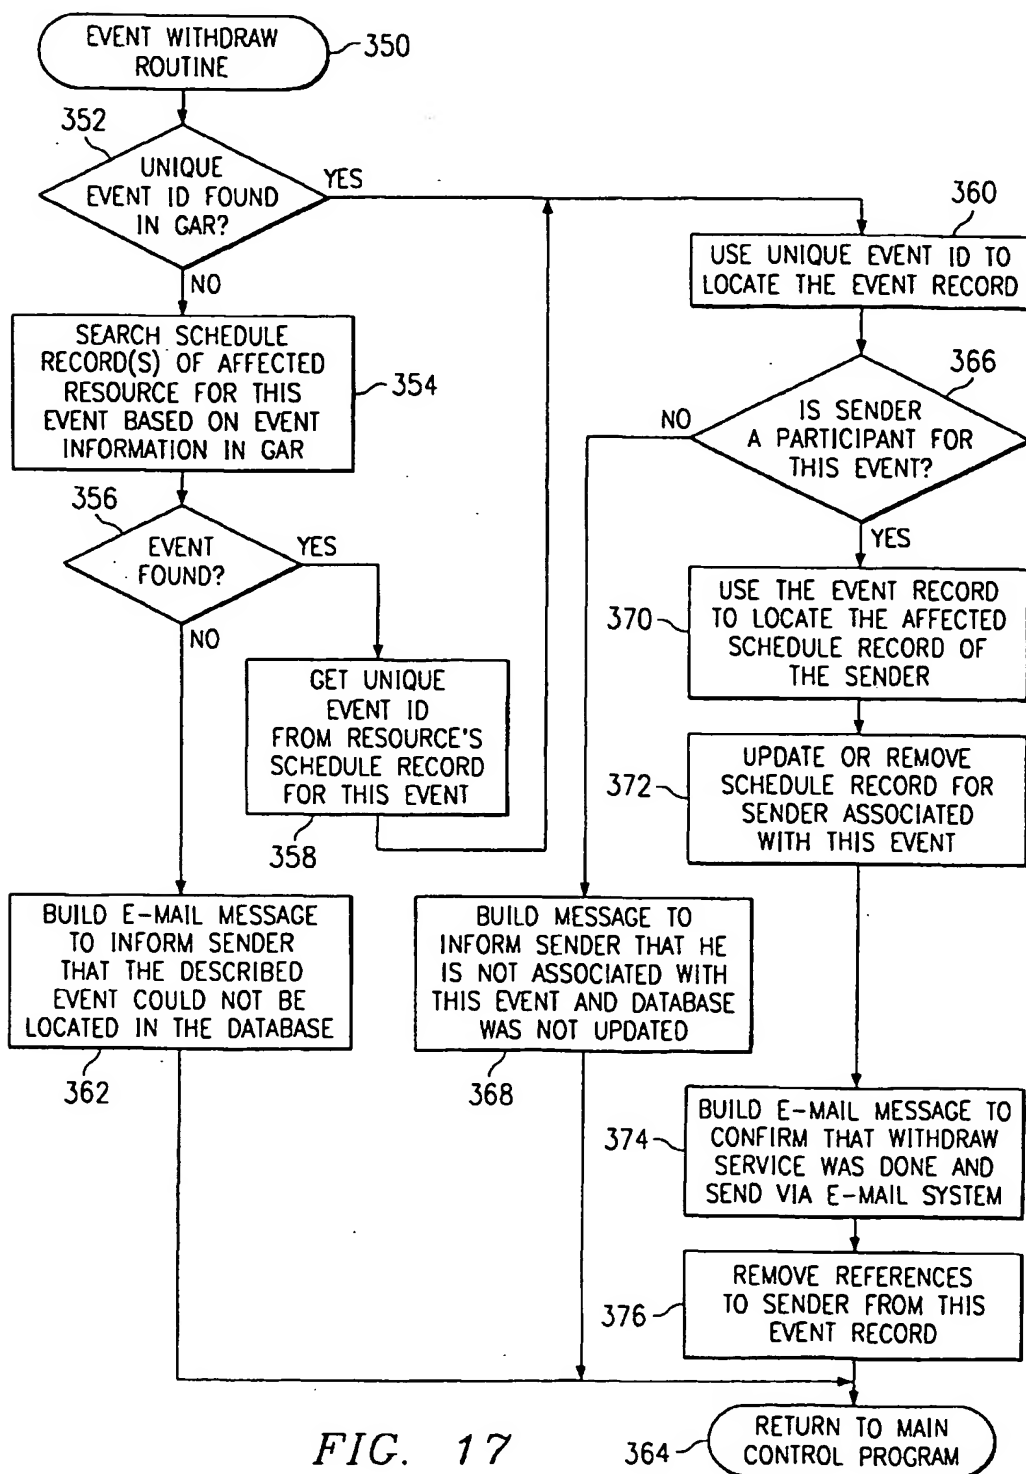 EVENT WITHDRAW
ROUTINE
350
352
UNIQUE
EVENT ID FOUND
IN GAR?
YES
NO
SEARCH SCHEDULE
RECORD(S) OF AFFECTED
RESOURCE FOR THIS
EVENT BASED ON EVENT
INFORMATION IN GAR
354
356
EVENT
FOUND?
YES
NO
GET UNIQUE
EVENT ID
FROM RESOURCE'S
SCHEDULE RECORD
FOR THIS EVENT
358
BUILD E-MAIL MESSAGE
TO INFORM SENDER
THAT THE DESCRIBED
EVENT COULD NOT BE
LOCATED IN THE DATABASE
362
360
USE UNIQUE EVENT ID TO
LOCATE THE EVENT RECORD
366
IS SENDER
A PARTICIPANT FOR
THIS EVENT?
NO
YES
BUILD MESSAGE TO
INFORM SENDER THAT HE
IS NOT ASSOCIATED WITH
THIS EVENT AND DATABASE
WAS NOT UPDATED
368
370
USE THE EVENT RECORD
TO LOCATE THE AFFECTED
SCHEDULE RECORD OF
THE SENDER
372
UPDATE OR REMOVE
SCHEDULE RECORD FOR
SENDER ASSOCIATED
WITH THIS EVENT
374
BUILD E-MAIL MESSAGE TO
CONFIRM THAT WITHDRAW
SERVICE WAS DONE AND
SEND VIA E-MAIL SYSTEM
376
REMOVE REFERENCES
TO SENDER FROM THIS
EVENT RECORD
364
RETURN TO MAIN
CONTROL PROGRAM
FIG. 17